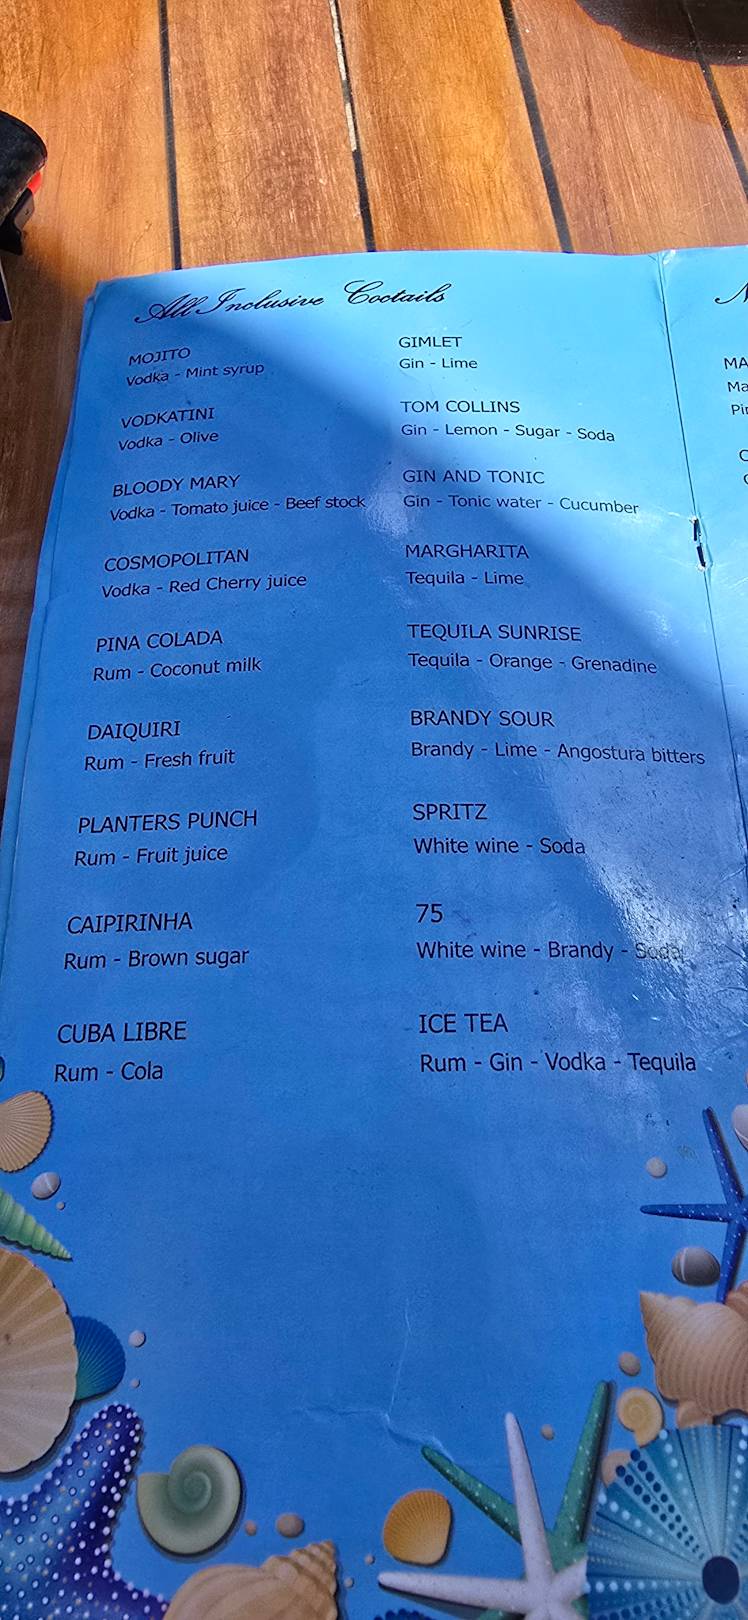 All Inclusive Coctails
MOJITO
Vodka - Mint syrup
VODKATINI
Vodka - Olive
BLOODY MARY
Vodka - Tomato juice - Beef stock
COSMOPOLITAN
Vodka - Red Cherry juice
PINA COLADA
Rum - Coconut milk
DAIQUIRI
Rum - Fresh fruit
PLANTERS PUNCH
Rum - Fruit juice
CAIPIRINHA
Rum - Brown sugar
CUBA LIBRE
Rum - Cola
GIMLET
Gin - Lime
TOM COLLINS
Gin - Lemon - Sugar - Soda
GIN AND TONIC
Gin - Tonic water - Cucumber
MARGHARITA
Tequila - Lime
TEQUILA SUNRISE
Tequila - Orange - Grenadine
BRANDY SOUR
Brandy - Lime - Angostura bitters
SPRITZ
White wine - Soda
75
White wine - Brandy - Soda
ICE TEA
Rum - Gin - Vodka - Tequila